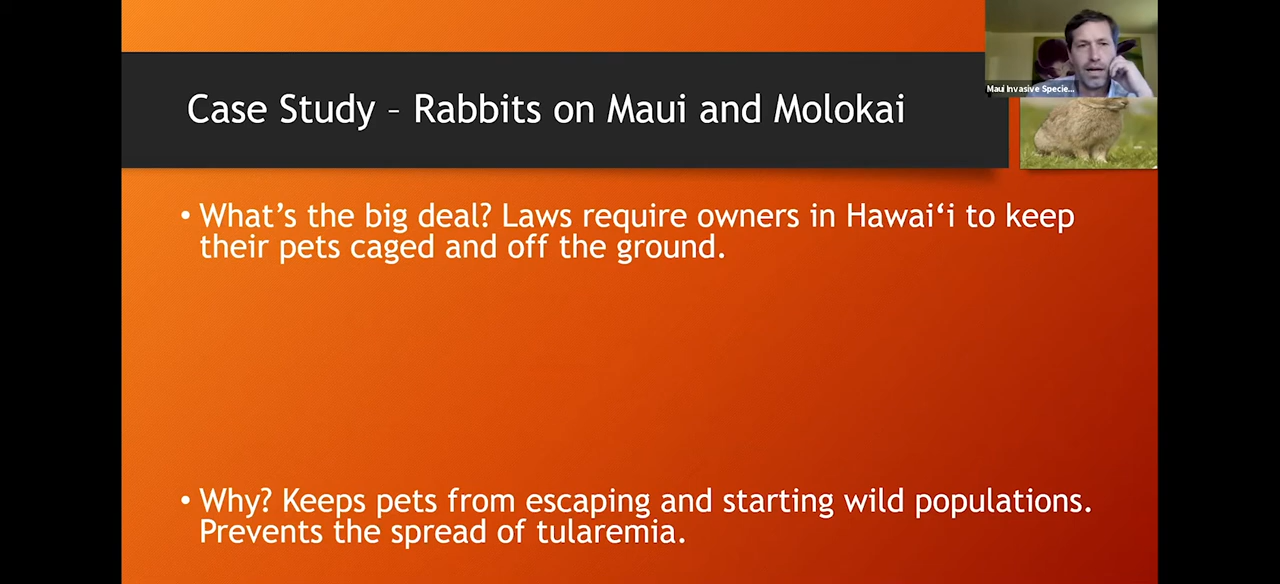 Maui Invasive Specie...
Case Study – Rabbits on Maui and Molokai
• What’s the big deal? Laws require owners in Hawai‘i to keep
their pets caged and off the ground.
• Why? Keeps pets from escaping and starting wild populations.
Prevents the spread of tularemia.